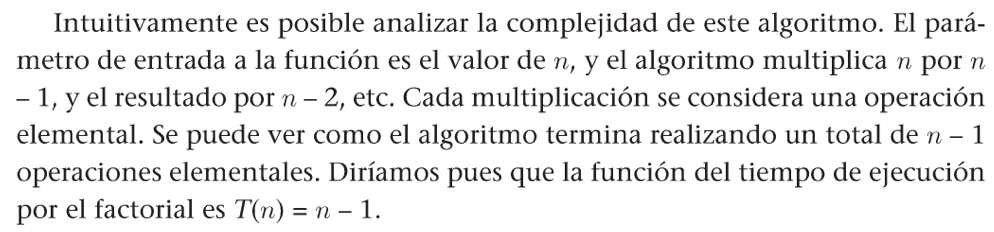 Intuitivamente es posible analizar la complejidad de este algoritmo. El pará-
metro de entrada a la función es el valor de n, y el algoritmo multiplica n por n
– 1, y el resultado por n – 2, etc. Cada multiplicación se considera una operación
elemental. Se puede ver como el algoritmo termina realizando un total de n – 1
operaciones elementales. Diríamos pues que la función del tiempo de ejecución
por el factorial es T(n) = n – 1.